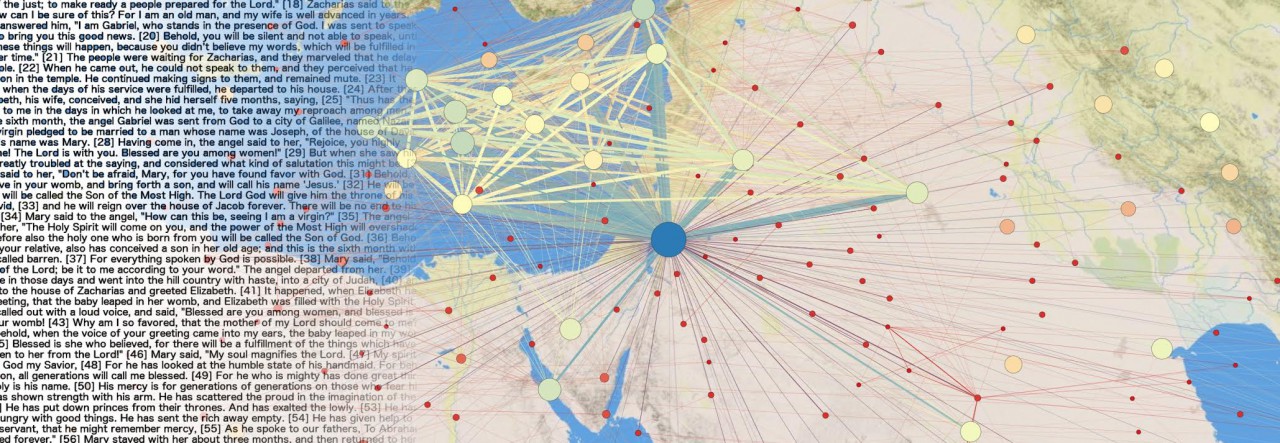 the just; to make ready a people prepared for the Lord." [18] Zacharias said to the
w can I be sure of this? For I am an old man, and my wife is well advanced in years.
answered him, "I am Gabriel, who stands in the presence of God. I was sent to speak
o bring you this good news. [20] Behold, you will be silent and not able to speak, unti
hese things will happen, because you didn't believe my words, which will be fulfilled in
er time." [21] The people were waiting for Zacharias, and they marveled that he delay
ple. [22] When he came out, he could not speak to them, and they perceived that he
on in the temple. He continued making signs to them, and remained mute. [23] It
when the days of his service were fulfilled, he departed to his house. [24] After th
beth, his wife, conceived, and she hid herself five months, saying, [25] "Thus has th
to me in the days in which he looked at me, to take away my reproach among men
e sixth month, the angel Gabriel was sent from God to a city of Galilee, named Naza
virgin pledged to be married to a man whose name was Joseph, of the house of Dav
s name was Mary. [28] Having come in, the angel said to her, "Rejoice, you highly
ne! The Lord is with you. Blessed are you among women!" [29] But when she saw
reatly troubled at the saying, and considered what kind of salutation this might be
said to her, "Don't be afraid, Mary, for you have found favor with God. [31] Behold,
ve in your womb, and bring forth a son, and will call his name 'Jesus.' [32] He will be
will be called the Son of the Most High. The Lord God will give him the throne of his
vid, [33] and he will reign over the house of Jacob forever. There will be no end to
[34] Mary said to the angel, "How can this be, seeing I am a virgin?" [35] The angel
her, "The Holy Spirit will come on you, and the power of the Most High will overshad
efore also the holy one who is born from you will be called the Son of God. [36] Beho
your relative, also has conceived a son in her old age; and this is the sixth month with
called barren. [37] For everything spoken by God is possible. [38] Mary said, "Behold
of the Lord; be it to me according to your word." The angel departed from her. [39]
e in those days and went into the hill country with haste, into a city of Judah, [40]
to the house of Zacharias and greeted Elizabeth. [41] It happened, when Elizabeth
eeting, that the baby leaped in her womb, and Elizabeth was filled with the Holy Spirit
called out with a loud voice, and said, "Blessed are you among women, and blessed is
ur womb! [43] Why am I so favored, that the mother of my Lord should come to me
ehold, when the voice of your greeting came into my ears, the baby leaped in my wo
5] Blessed is she who believed, for there will be a fulfillment of the things which have
en to her from the Lord!" [46] Mary said, "My soul magnifies the Lord. [47] My spirit
God my Savior, [48] For he has looked at the humble state of his handmaid. For beh
on, all generations will call me blessed. [49] For he who is mighty has done great thin
ly is his name. [50] His mercy is for generations of generations on those who fear hi
as shown strength with his arm. He has scattered the proud in the imagination of the
] He has put down princes from their thrones. And has exalted the lowly. [53] He has
ungry with good things. He has sent the rich away empty. [54] He has given help to
servant, that he might remember mercy, [55] As he spoke to our fathers, To Abraha
ed forever." [56] Mary stayed with her about three months, and then returned to her